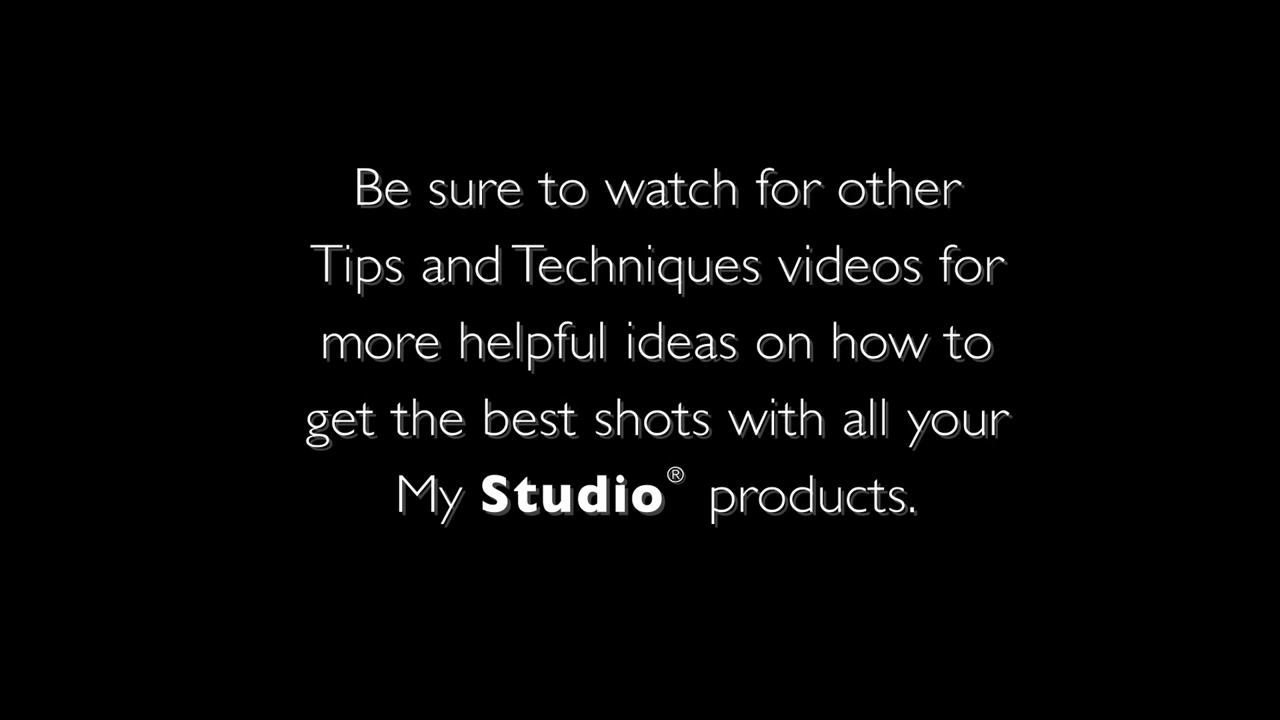 Be sure to watch for other
Tips and Techniques videos for
more helpful ideas on how to
get the best shots with all your
My Studio® products.